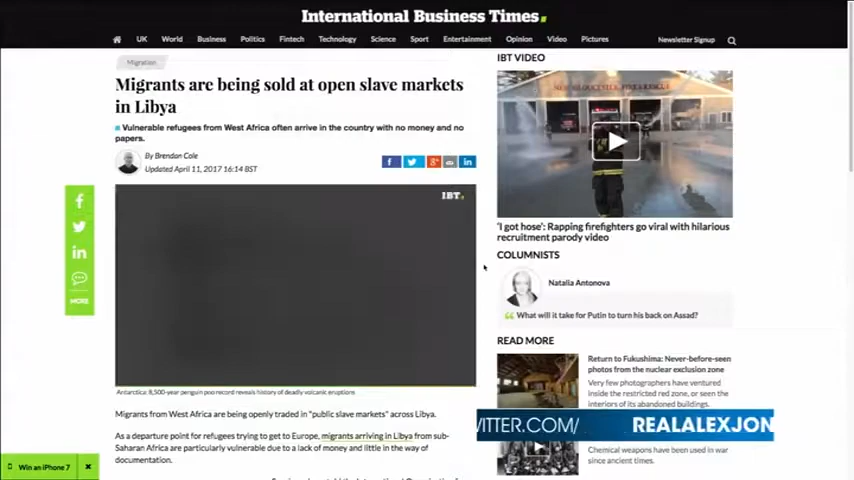 International Business Times.
UK World Business Politics Fintech Technology Science Sport Entertainment Opinion Video Pictures Newsletter Signup
Migration
Migrants are being sold at open slave markets
in Libya
Vulnerable refugees from West Africa often arrive in the country with no money and no
papers.
By Brendan Cole
Updated April 11, 2017 16:14 BST
IBT.
MORE
Antarctica: 8,500-year penguin poo record reveals history of deadly volcanic eruptions
Migrants from West Africa are being openly traded in "public slave markets" across Libya.
As a departure point for refugees trying to get to Europe, migrants arriving in Libya from sub-
Saharan Africa are particularly vulnerable due to a lack of money and little in the way of
documentation.
Win an iPhone 7
IBT VIDEO
'I got hose': Rapping firefighters go viral with hilarious
recruitment parody video
COLUMNISTS
Natalia Antonova
What will it take for Putin to turn his back on Assad?
READ MORE
Return to Fukushima: Never-before-seen
photos from the nuclear exclusion zone
Very few photographers have ventured
inside the restricted red zone, or seen the
interiors of its abandoned buildings.
WITTER.COM/ REALALEXJON
Chemical weapons have been used in war
since ancient times.